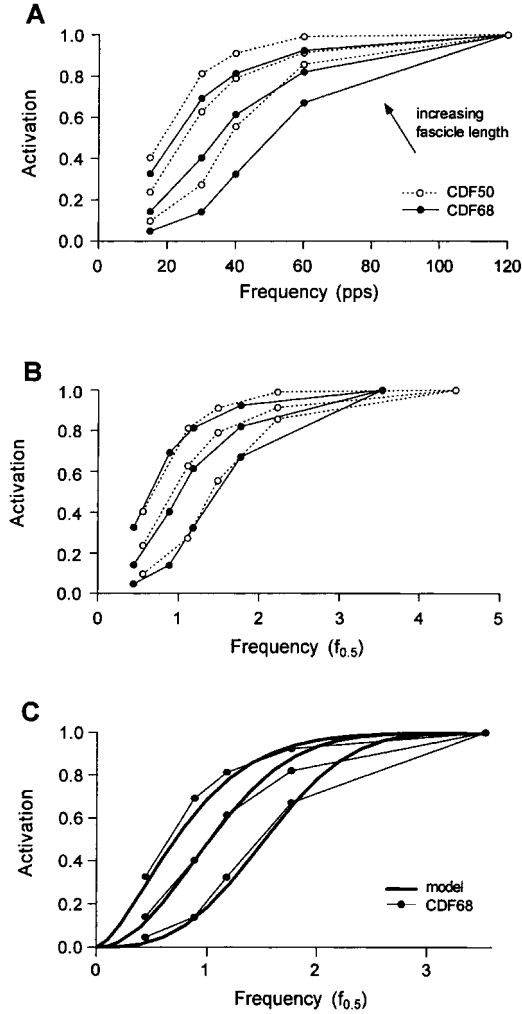 A
1.0
0.8
0.6
0.4
0.2
0.0
Activation
increasing
fascicle length
CDF50
CDF68
0 20 40 60 80 100 120
Frequency (pps)
B
1.0
0.8
0.6
0.4
0.2
0.0
Activation
0 1 2 3 4 5
Frequency (f0.5)
C
1.0
0.8
0.6
0.4
0.2
0.0
Activation
model
CDF68
0 1 2 3
Frequency (f0.5)